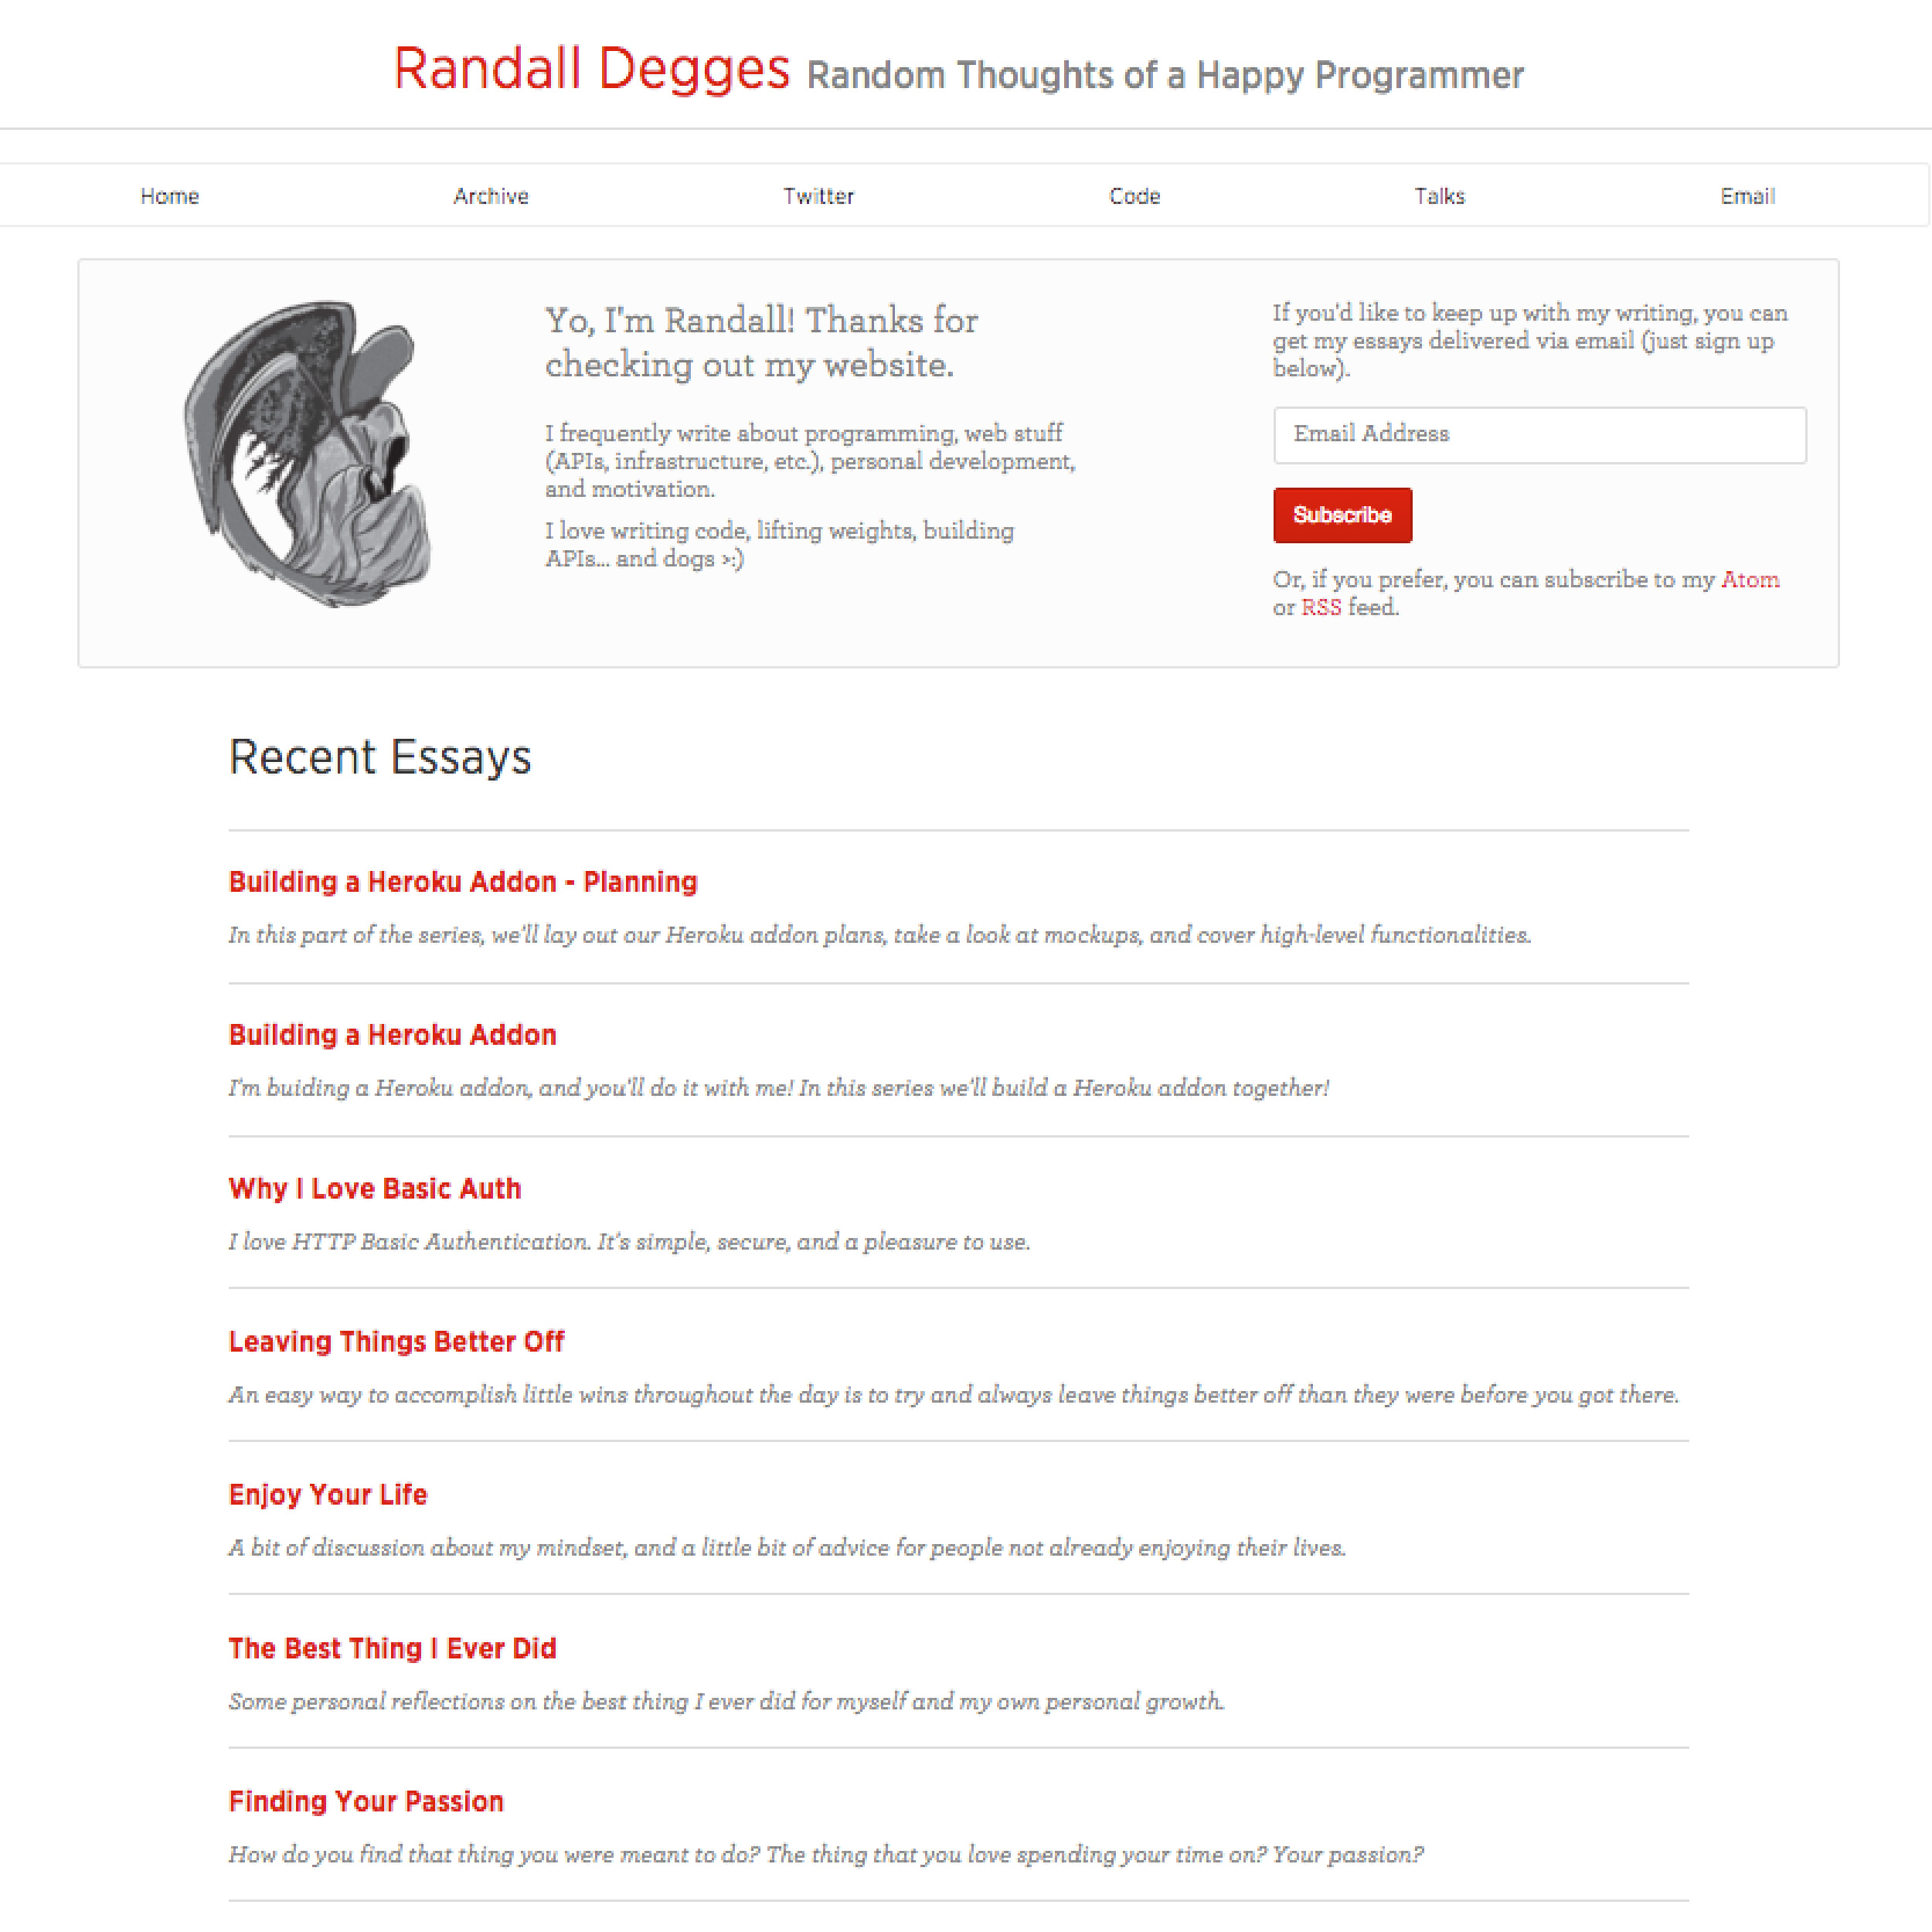 Randall Degges Random Thoughts of a Happy Programmer
Home Archive Twitter Code Talks Email
Yo, I'm Randall! Thanks for
checking out my website.
I frequently write about programming, web stuff
(APIs, infrastructure, etc.), personal development,
and motivation.
I love writing code, lifting weights, building
APIs... and dogs >:)
If you'd like to keep up with my writing, you can
get my essays delivered via email (just sign up
below).
Email Address
Subscribe
Or, if you prefer, you can subscribe to my Atom
or RSS feed.
Recent Essays
Building a Heroku Addon - Planning
In this part of the series, we'll lay out our Heroku addon plans, take a look at mockups, and cover high-level functionalities.
Building a Heroku Addon
I'm buiding a Heroku addon, and you'll do it with me! In this series we'll build a Heroku addon together!
Why I Love Basic Auth
I love HTTP Basic Authentication. It's simple, secure, and a pleasure to use.
Leaving Things Better Off
An easy way to accomplish little wins throughout the day is to try and always leave things better off than they were before you got there.
Enjoy Your Life
A bit of discussion about my mindset, and a little bit of advice for people not already enjoying their lives.
The Best Thing I Ever Did
Some personal reflections on the best thing I ever did for myself and my own personal growth.
Finding Your Passion
How do you find that thing you were meant to do? The thing that you love spending your time on? Your passion?